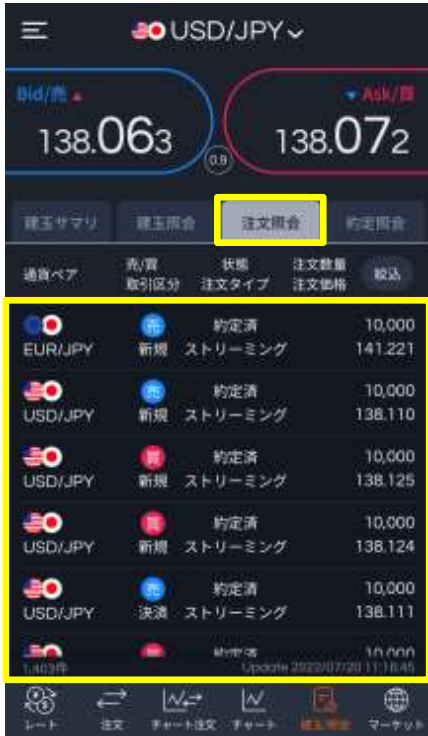 USD/JPY
Bid/売 Ask/買
138.063 0.9 138.072
建玉サマリ 建玉照会 注文照会 約定照会
通貨ペア 売/買 状態 注文数量 絞込
取引区分 注文タイプ 注文価格
売 約定済 10,000
EUR/JPY 新規 ストリーミング 141.221
売 約定済 10,000
USD/JPY 新規 ストリーミング 138.110
買 約定済 10,000
USD/JPY 新規 ストリーミング 138.125
買 約定済 10,000
USD/JPY 新規 ストリーミング 138.124
売 約定済 10,000
USD/JPY 決済 ストリーミング 138.111
買 約定済 10,000
1,403件 Update 2022/07/20 11:18:45
レート 注文 チャート注文 チャート 建玉/照会 マーケット